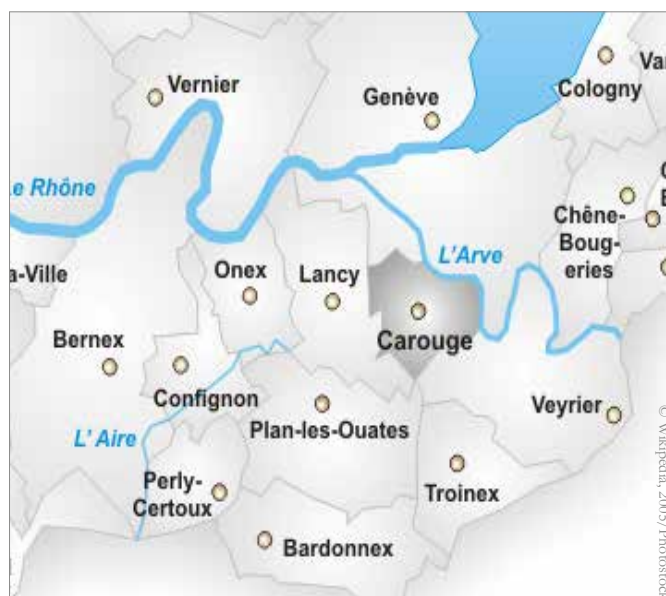 Vernier
Genève
Cologny
Le Rhône
Chêne-
Boug-
eries
L'Arve
a-Ville
Onex
Lancy
Carouge
Bernex
Confignon
Veyrier
Plan-les-Ouates
L' Aire
Perly-
Certoux
Troinex
Bardonnex